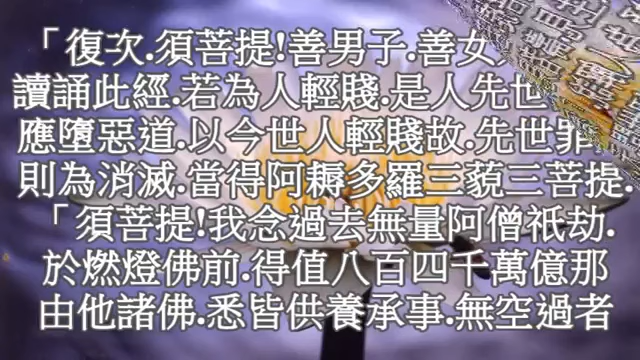 「復次.須菩提!善男子.善女
讀誦此經.若為人輕賤.是人先世
應墮惡道.以今世人輕賤故.先世罪
則為消滅.當得阿耨多羅三藐三菩提.
「須菩提!我念過去無量阿僧祇劫.
於燃燈佛前.得值八百四千萬億那
由他諸佛.悉皆供養承事.無空過者